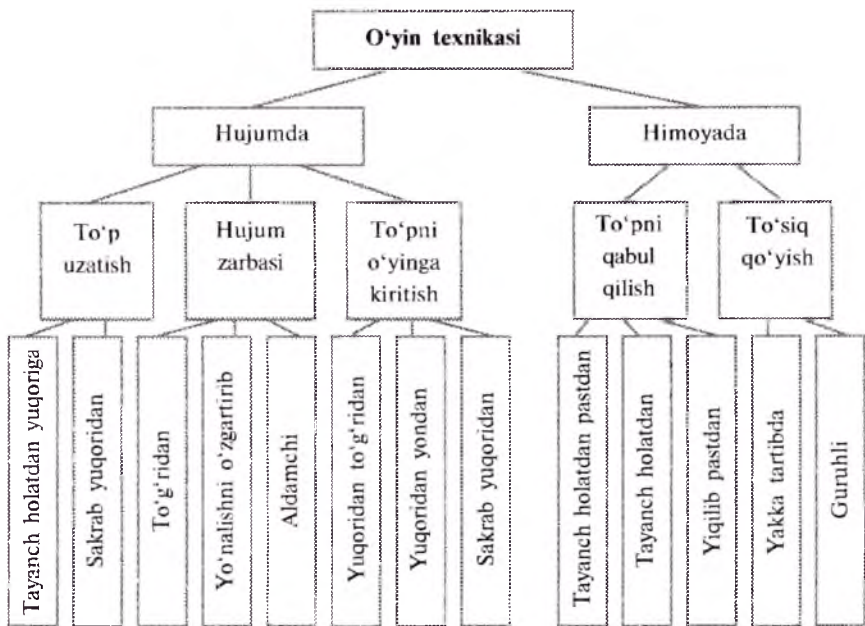 O‘yin texnikasi
Hujumda
Himoyada
To‘p
uzatish
Hujum
zarbasi
To‘pni
o‘yinga
kiritish
To‘pni
qabul
qilish
To‘siq
qo‘yish
Tayanch holatdan yuqoriga
Sakrab yuqoridan
To‘g‘ridan
Yo‘nalishni o‘zgartirib
Aldamchi
Yuqoridan to‘g‘ridan
Yuqoridan yondan
Sakrab yuqoridan
Tayanch holatdan pastdan
Tayanch holatdan
Yiqilib pastdan
Yakka tartibda
Guruhli